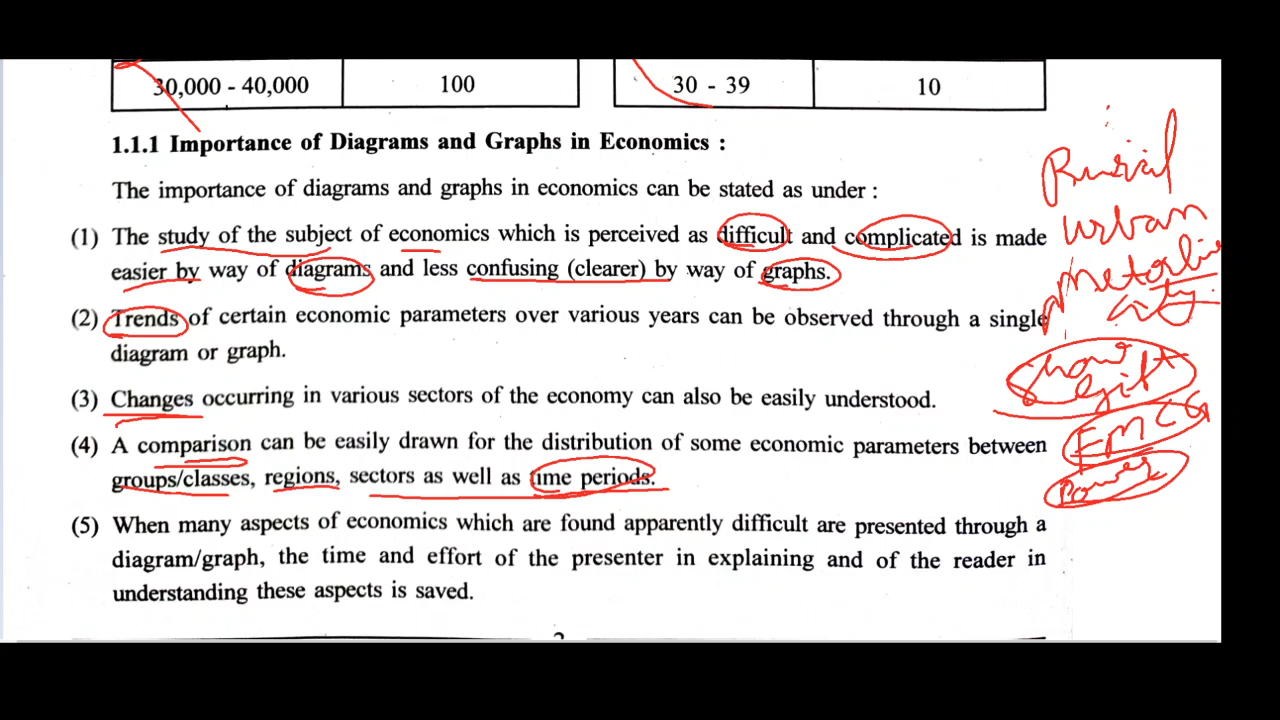 30,000 - 40,000 100 30 - 39 10
1.1.1 Importance of Diagrams and Graphs in Economics :
The importance of diagrams and graphs in economics can be stated as under :
(1) The study of the subject of economics which is perceived as difficult and complicated is made
easier by way of diagrams and less confusing (clearer) by way of graphs.
(2) Trends of certain economic parameters over various years can be observed through a single
diagram or graph.
(3) Changes occurring in various sectors of the economy can also be easily understood.
(4) A comparison can be easily drawn for the distribution of some economic parameters between
groups/classes, regions, sectors as well as time periods.
(5) When many aspects of economics which are found apparently difficult are presented through a
diagram/graph, the time and effort of the presenter in explaining and of the reader in
understanding these aspects is saved.
urban
FMCG
Power